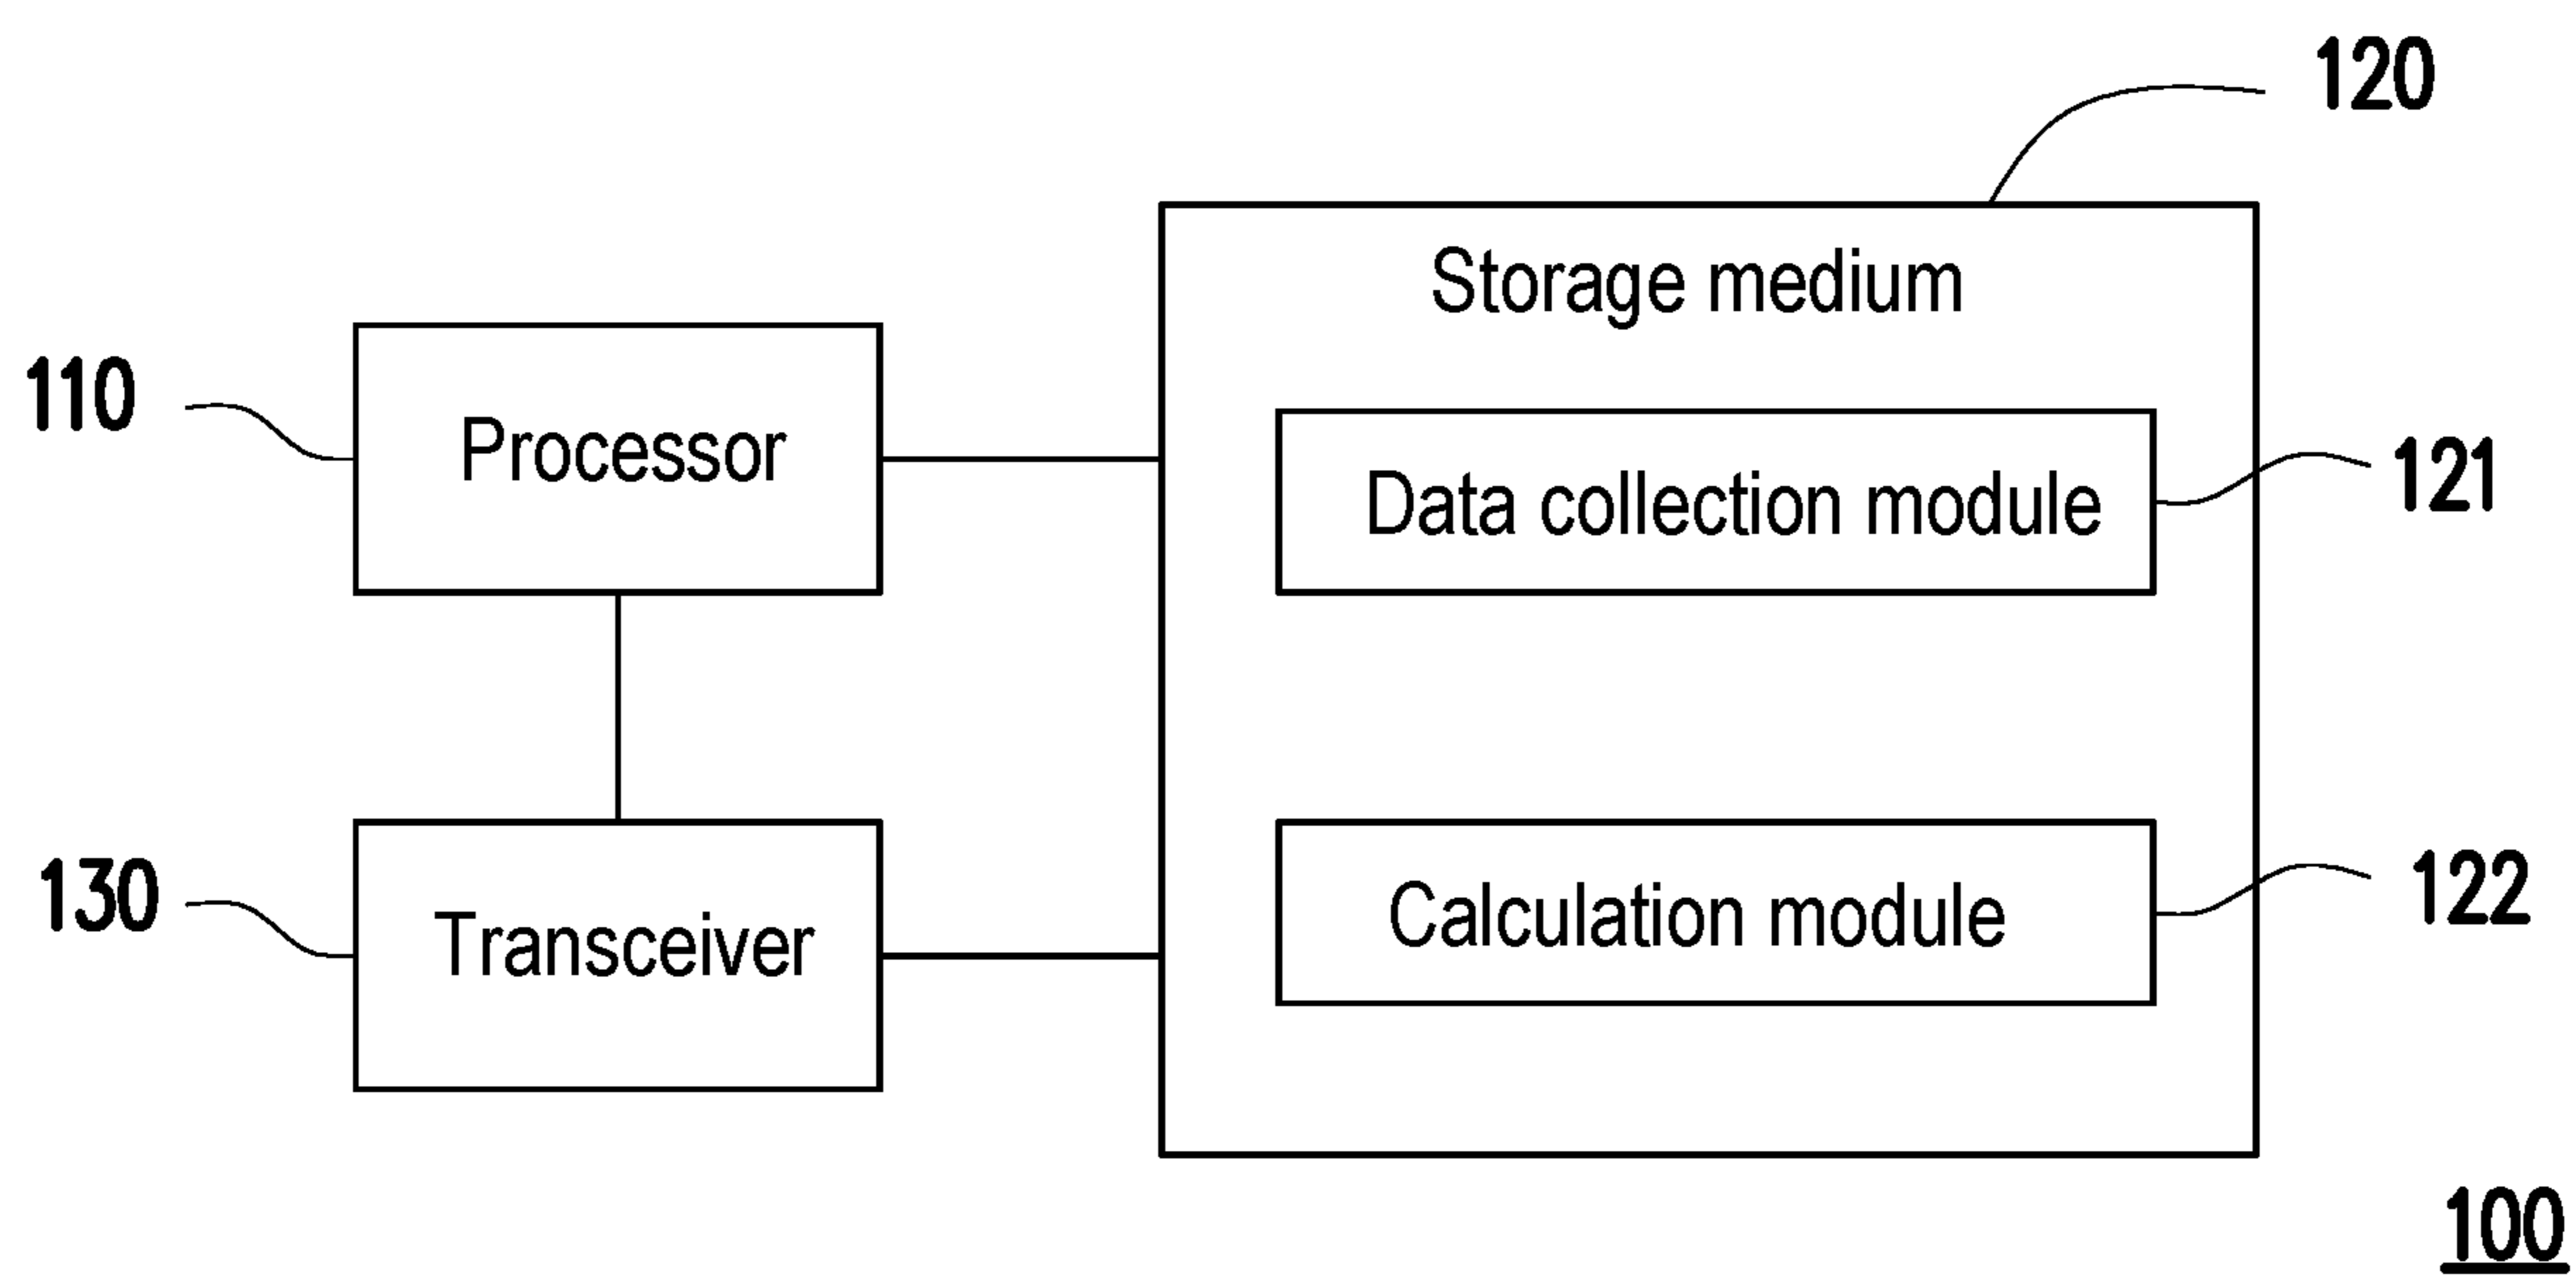 120
Storage medium
110
Processor
Data collection module
121
130
Transceiver
Calculation module
122
100